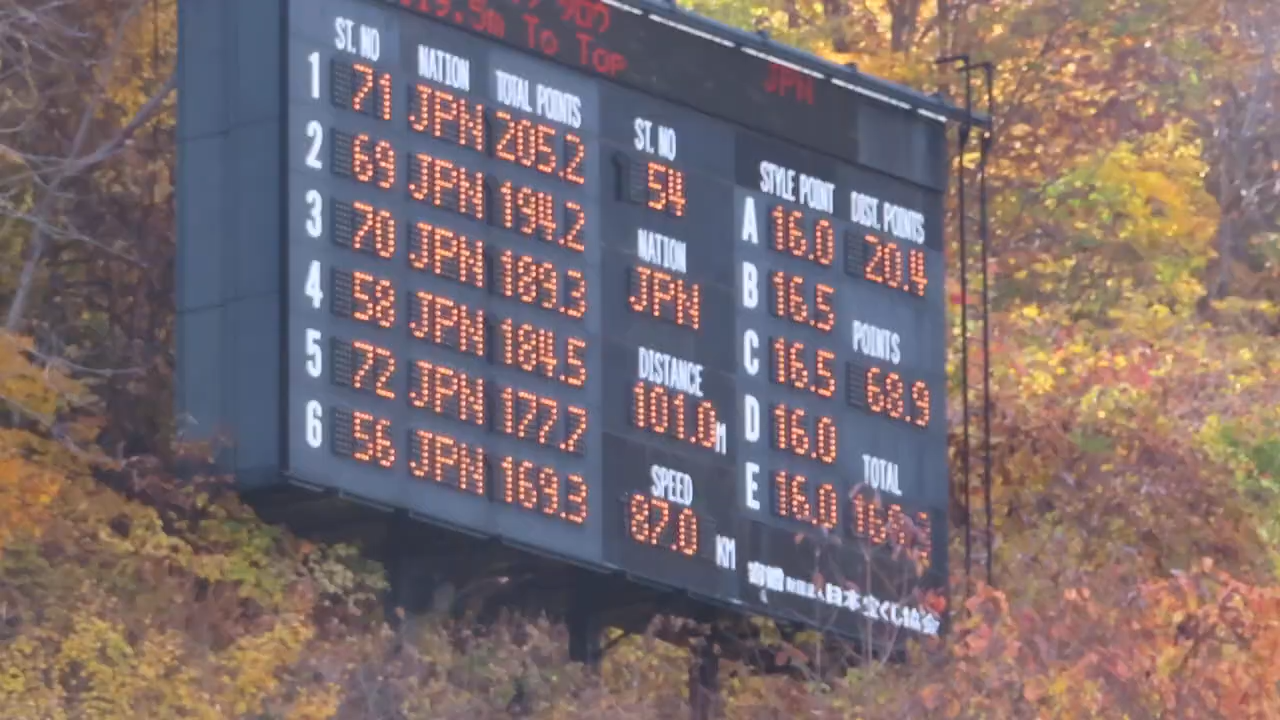 19.5m To Top
JPN
ST. NO NATION TOTAL POINTS
1 71 JPN 205.2
2 69 JPN 194.2
3 70 JPN 189.3
4 58 JPN 184.5
5 72 JPN 177.7
6 56 JPN 169.3
ST. NO
54
NATION
JPN
DISTANCE
101.0M
SPEED
87.0 KM
STYLE POINT
A 16.0
B 16.5
C 16.5
D 16.0
E 16.0
DIST. POINTS
20.4
POINTS
68.9
TOTAL
日本宝くじ協会